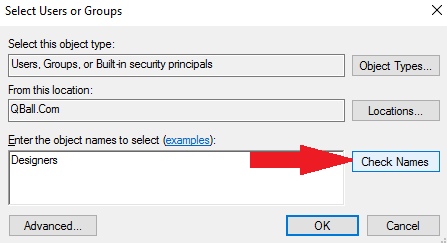 Select Users or Groups
Select this object type:
Users, Groups, or Built-in security principals
Object Types...
From this location:
QBall.Com
Locations...
Enter the object names to select (examples):
Designers
Check Names
Advanced...
OK
Cancel